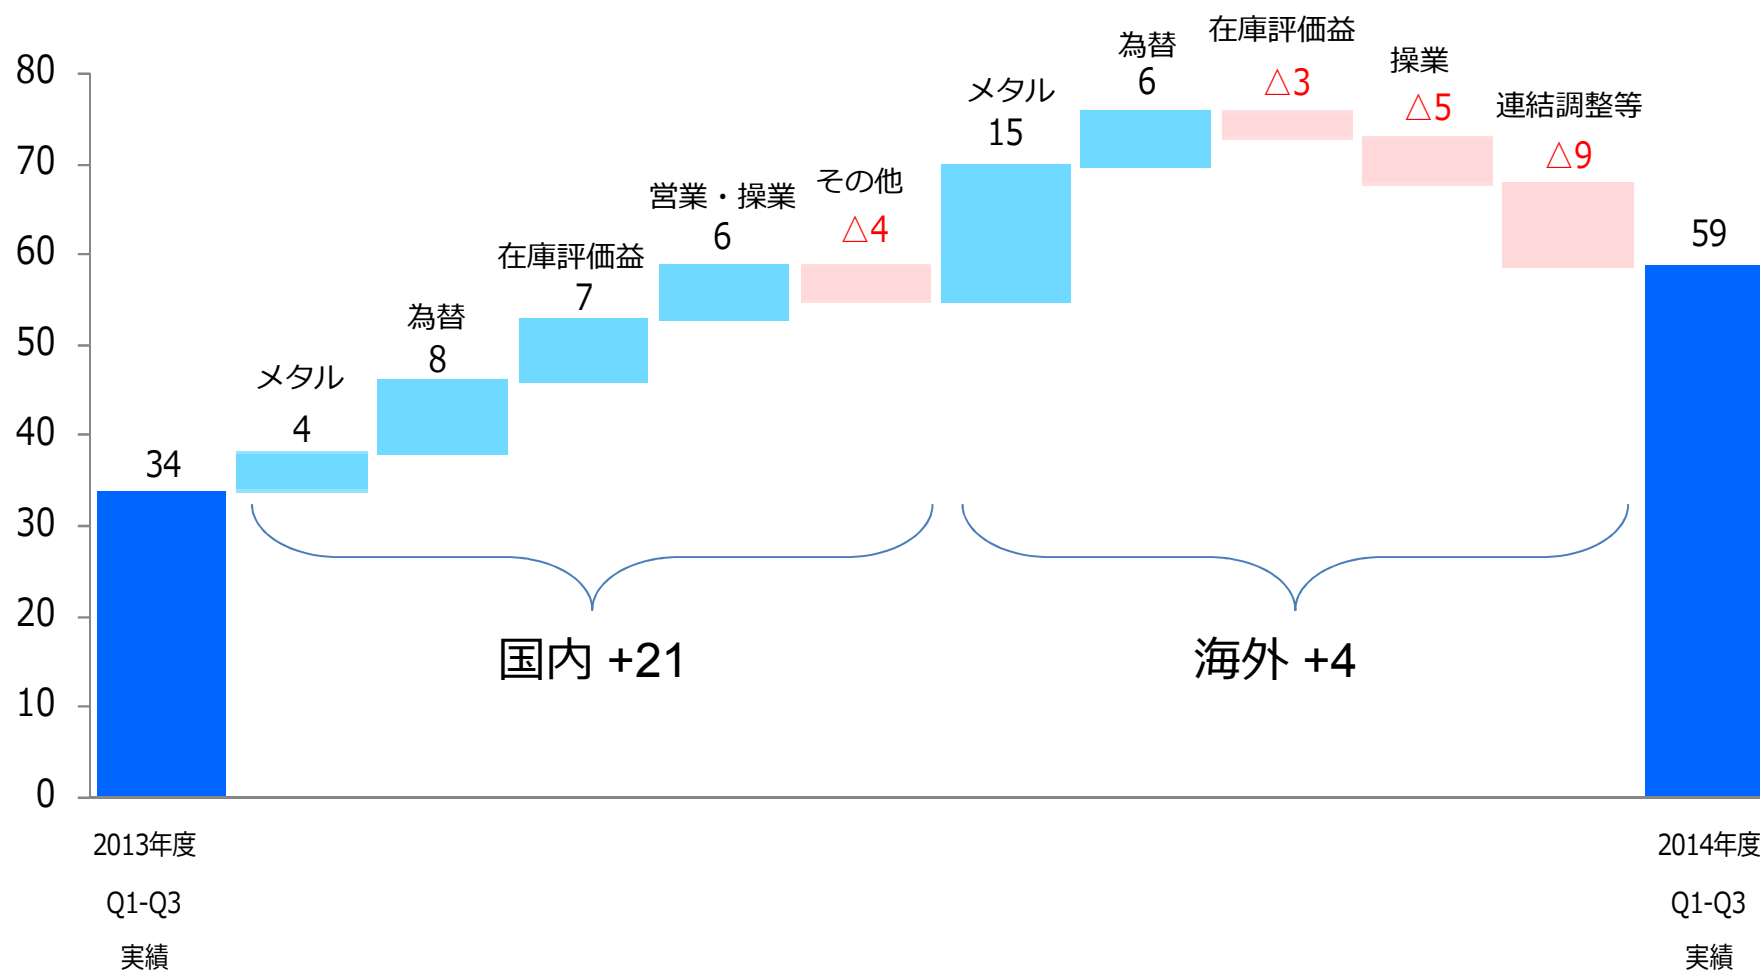 80
70
60
50
40
30
20
10
0
34
メタル
4
為替
8
在庫評価益
7
営業・操業
6
その他
△4
メタル
15
為替
6
在庫評価益
△3
操業
△5
連結調整等
△9
59
国内 +21
海外 +4
2013年度
Q1-Q3
実績
2014年度
Q1-Q3
実績